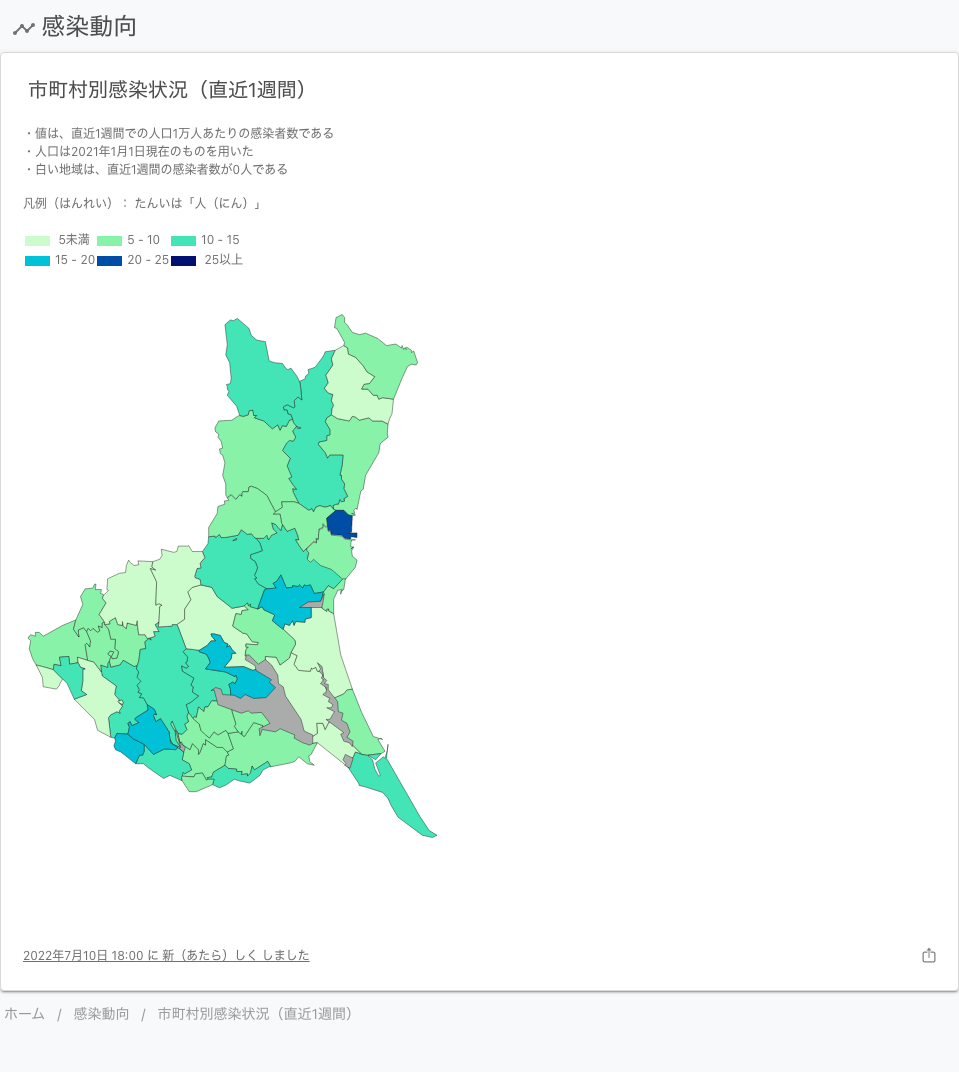 感染動向
市町村別感染状況（直近1週間）
・値は、直近1週間での人口1万人あたりの感染者数である
・人口は2021年1月1日現在のものを用いた
・白い地域は、直近1週間の感染者数が0人である
凡例（はんれい）： たんいは「人（にん）」
5未満 5 - 10 10 - 15
15 - 20 20 - 25 25以上
2022年7月10日 18:00 に 新（あたら）しく しました
ホーム / 感染動向 / 市町村別感染状況（直近1週間）